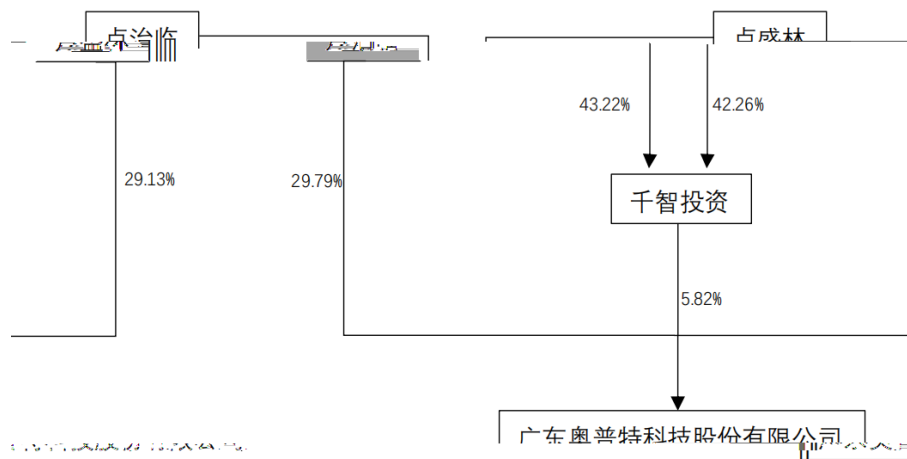 卢治临
卢盛林
43.22%
42.26%
29.13%
29.79%
千智投资
5.82%
广东奥普特科技股份有限公司